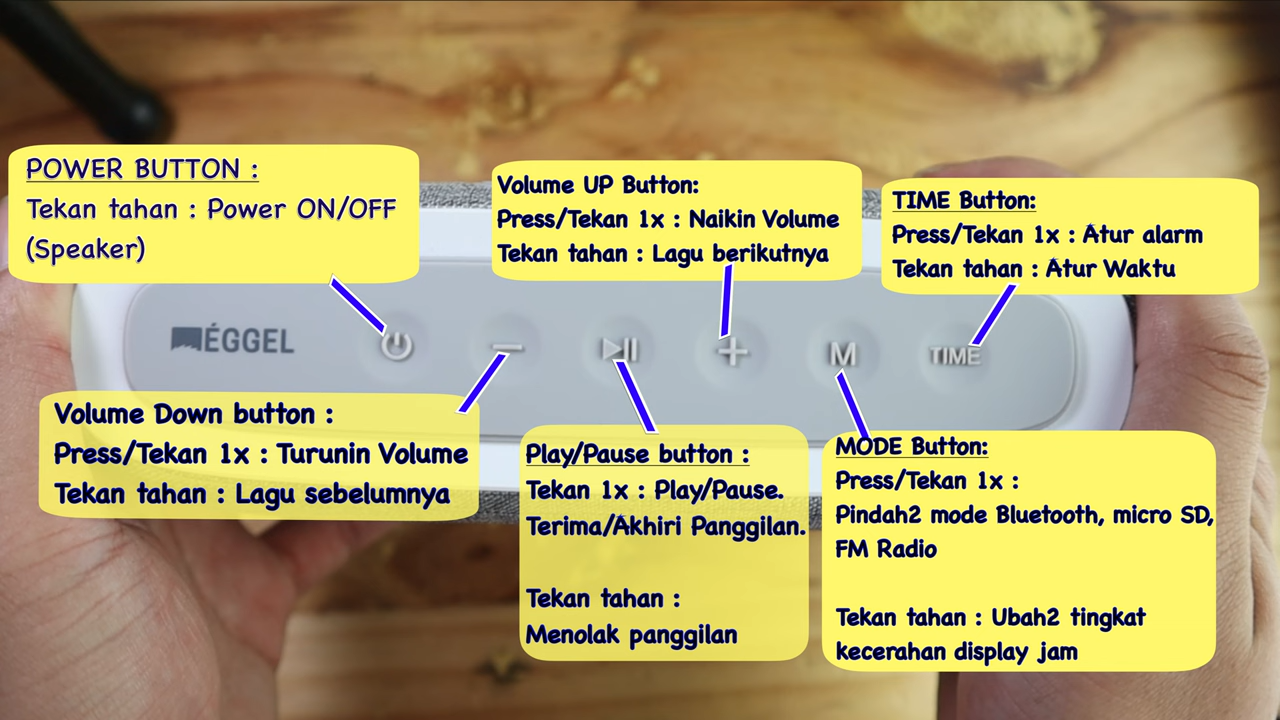 POWER BUTTON :
Tekan tahan : Power ON/OFF
(Speaker)
Volume UP Button:
Press/Tekan 1x : Naikin Volume
Tekan tahan : Lagu berikutnya
TIME Button:
Press/Tekan 1x : Atur alarm
Tekan tahan : Atur Waktu
ÉGGEL
M
TIME
Volume Down button :
Press/Tekan 1x : Turunin Volume
Tekan tahan : Lagu sebelumnya
Play/Pause button :
Tekan 1x : Play/Pause.
Terima/Akhiri Panggilan.
Tekan tahan :
Menolak panggilan
MODE Button:
Press/Tekan 1x :
Pindah2 mode Bluetooth, micro SD,
FM Radio
Tekan tahan : Ubah2 tingkat
kecerahan display jam